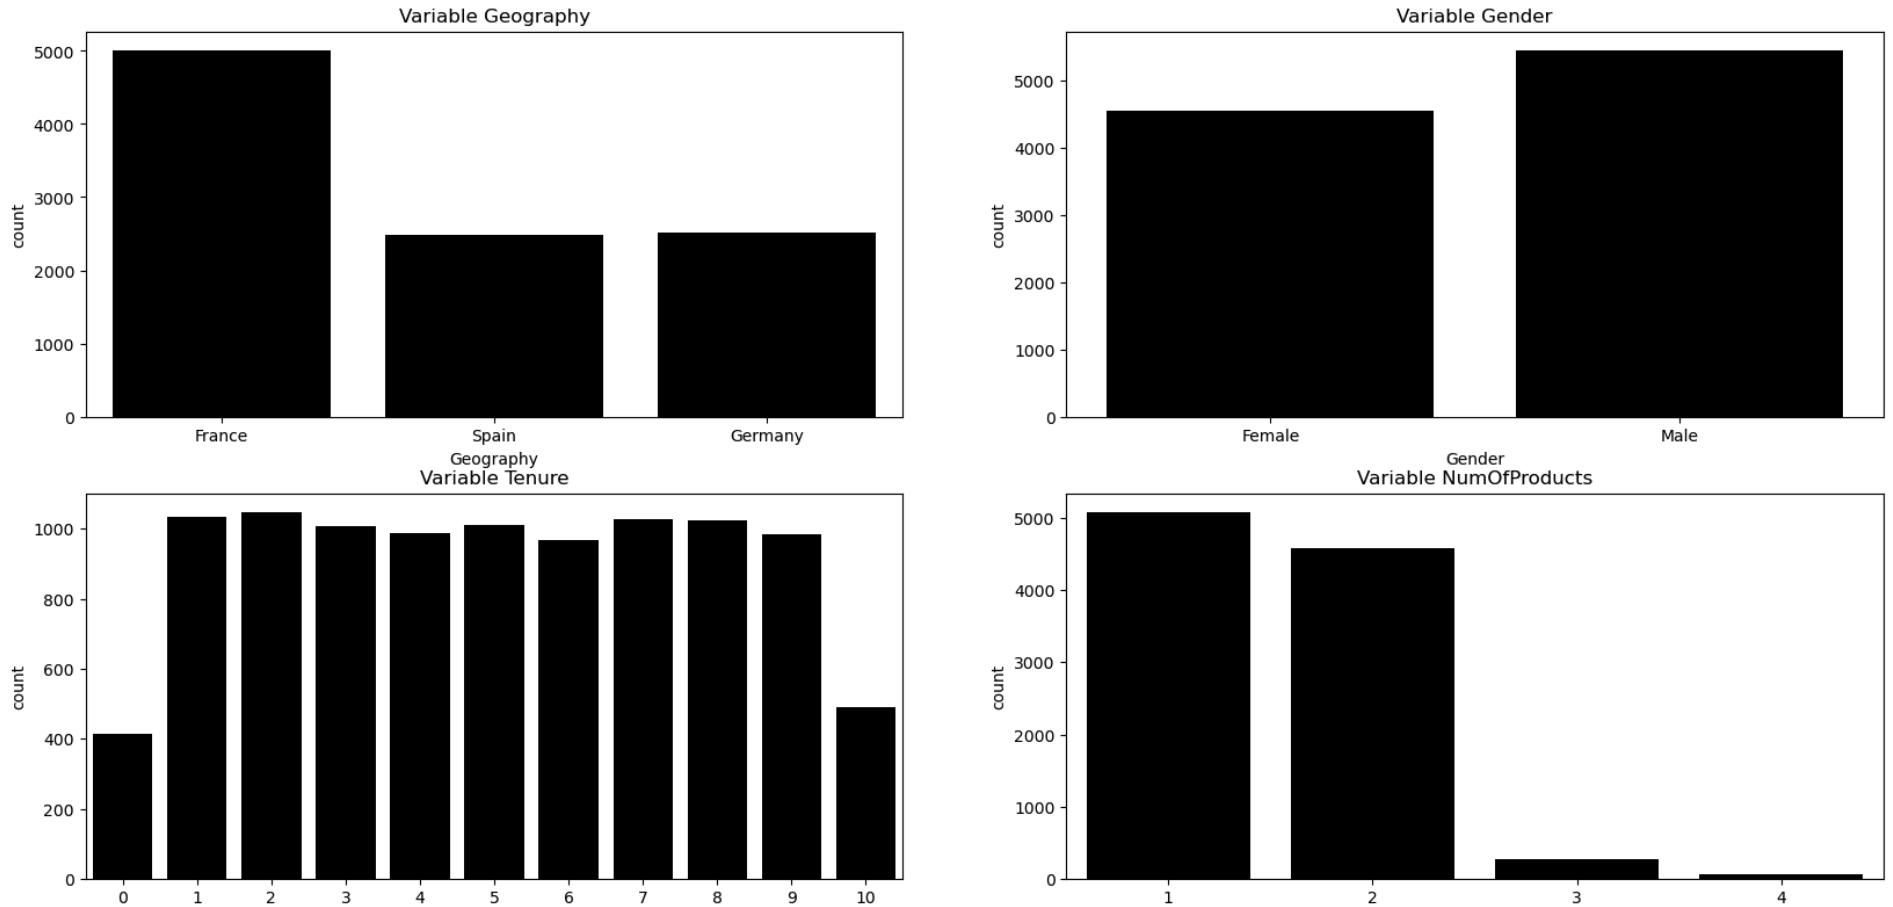 Variable Geography
5000
4000
3000
2000
1000
0
count
France Spain Germany
Geography
Variable Gender
5000
4000
3000
2000
1000
0
count
Female Male
Gender
Variable Tenure
1000
800
600
400
200
0
count
0 1 2 3 4 5 6 7 8 9 10
Variable NumOfProducts
5000
4000
3000
2000
1000
0
count
1 2 3 4